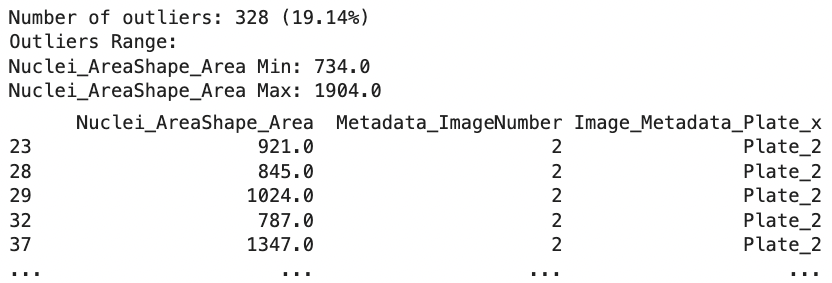 Number of outliers: 328 (19.14%)
Outliers Range:
Nuclei_AreaShape_Area Min: 734.0
Nuclei_AreaShape_Area Max: 1904.0
Nuclei_AreaShape_Area Metadata_ImageNumber Image_Metadata_Plate_x
23 921.0 2 Plate_2
28 845.0 2 Plate_2
29 1024.0 2 Plate_2
32 787.0 2 Plate_2
37 1347.0 2 Plate_2
... ... ... ...